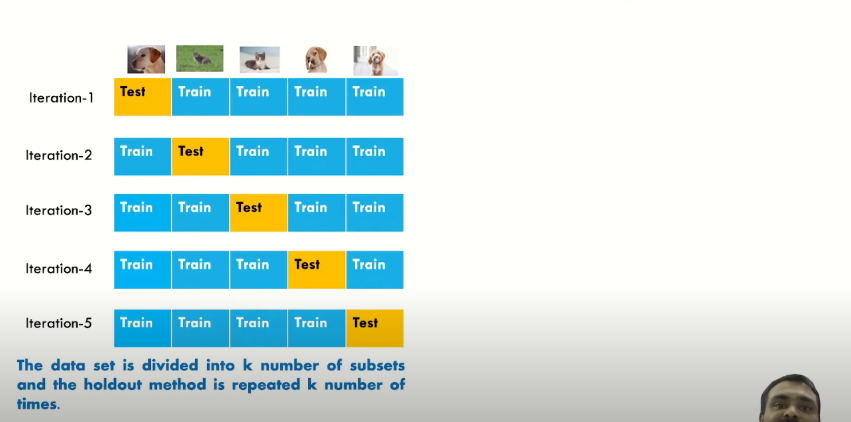 Iteration-1 Test Train Train Train Train
Iteration-2 Train Test Train Train Train
Iteration-3 Train Train Test Train Train
Iteration-4 Train Train Train Test Train
Iteration-5 Train Train Train Train Test
The data set is divided into k number of subsets
and the holdout method is repeated k number of
times.